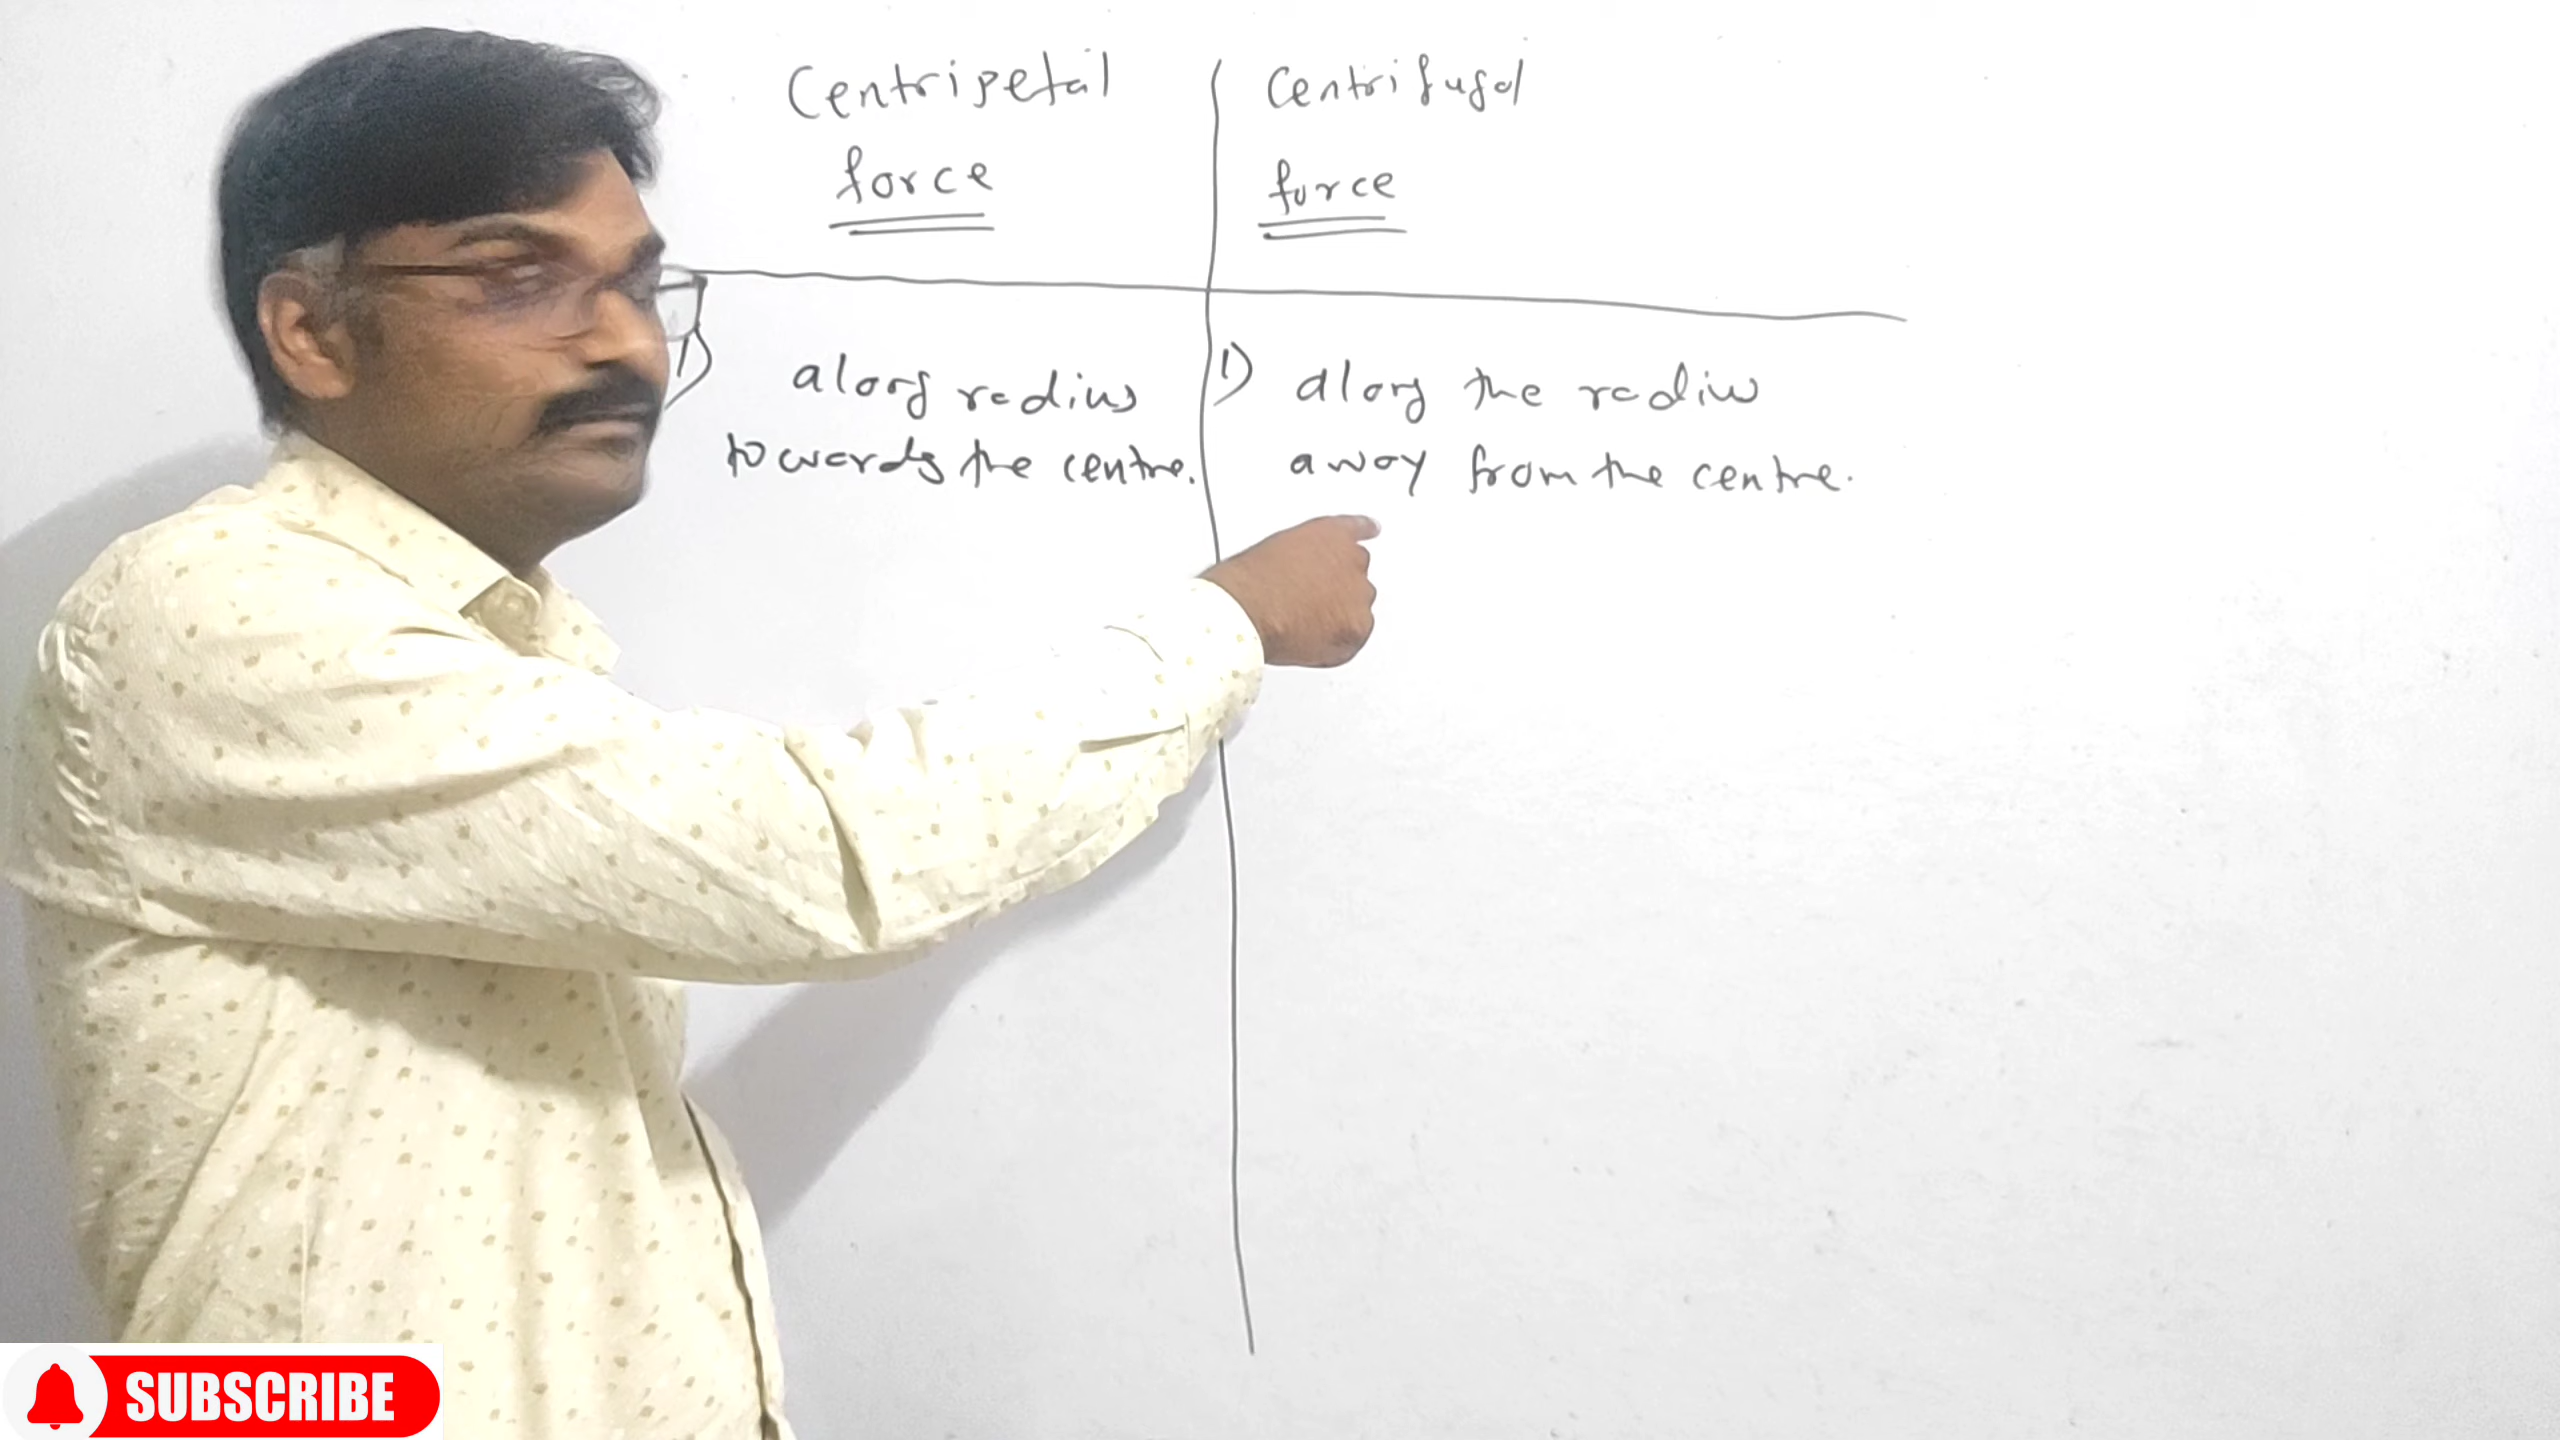 Centripetal
force
Centrifugal
force
1) along radius
towards the centre.
1) along the radius
away from the centre.
SUBSCRIBE